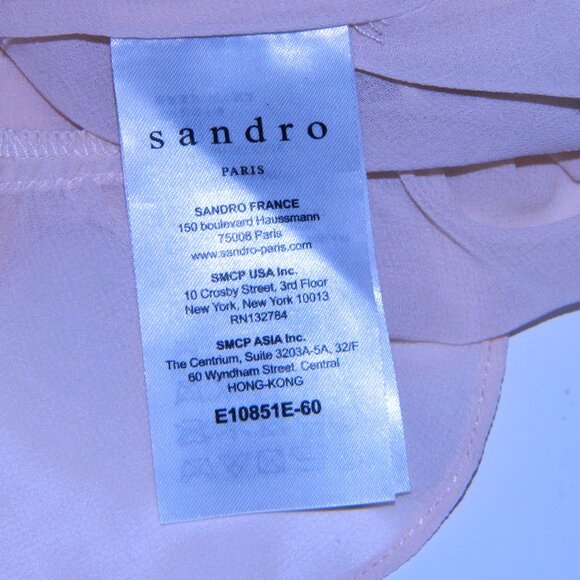 sandro
PARIS
SANDRO FRANCE
150 boulevard Haussmann
75008 Paris
www.sandro-paris.com
SMCP USA Inc.
10 Crosby Street, 3rd Floor
New York, New York 10013
RN132784
SMCP ASIA Inc.
The Centrium, Suite 3203A-5A, 32/F
60 Wyndham Street. Central
HONG-KONG
E10851E-60